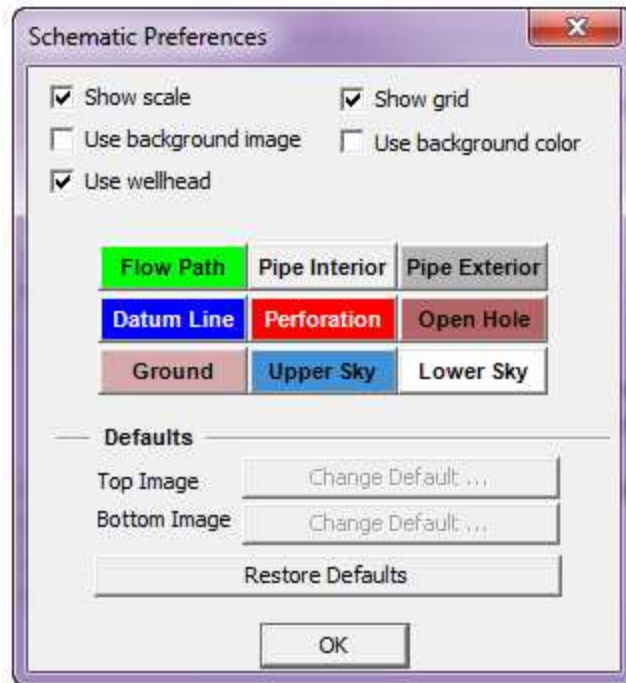 Schematic Preferences
Show scale Show grid
Use background image Use background color
Use wellhead
Flow Path Pipe Interior Pipe Exterior
Datum Line Perforation Open Hole
Ground Upper Sky Lower Sky
Defaults
Top Image Change Default ...
Bottom Image Change Default ...
Restore Defaults
OK